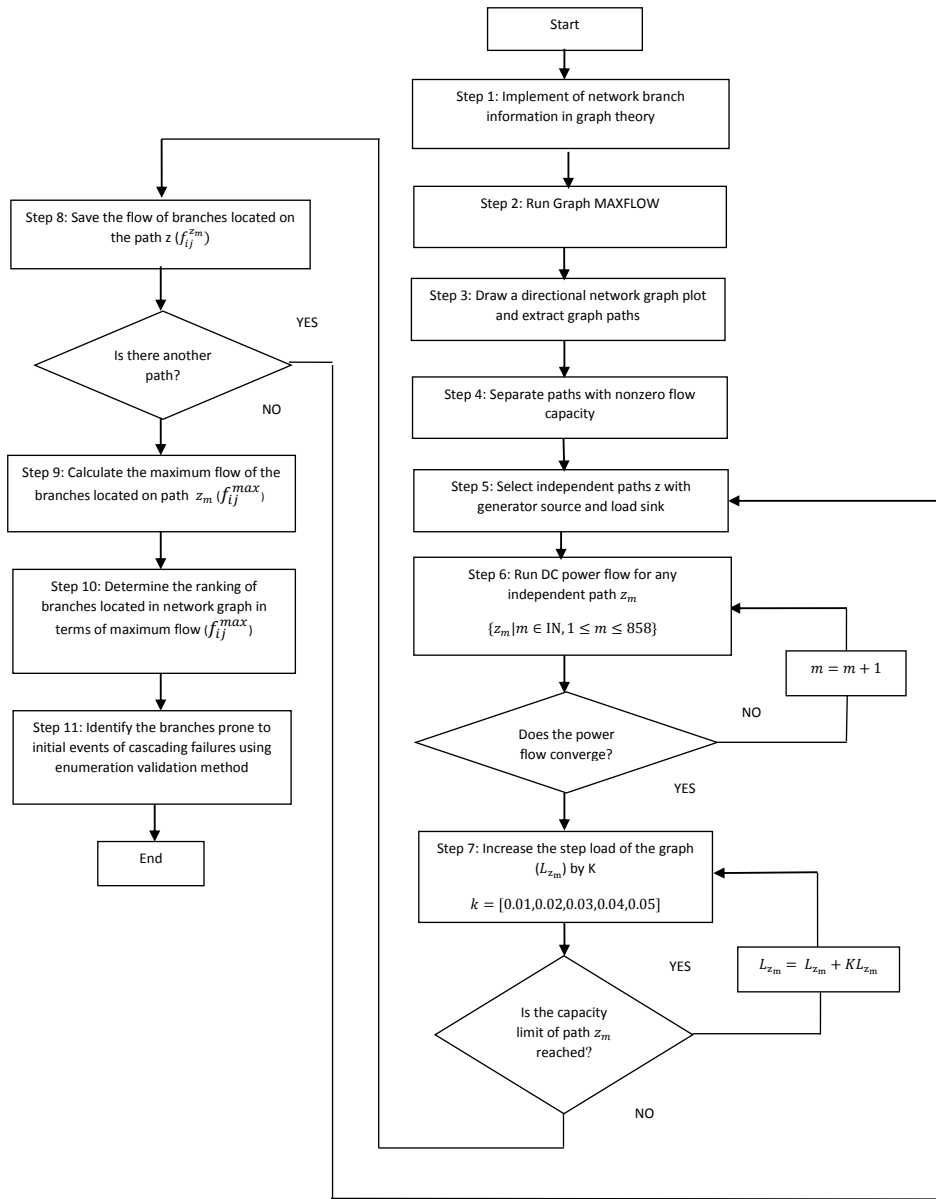 Start
Step 1: Implement of network branch
information in graph theory
Step 2: Run Graph MAXFLOW
Step 3: Draw a directional network graph plot
and extract graph paths
Step 4: Separate paths with nonzero flow
capacity
Step 5: Select independent paths z with
generator source and load sink
Step 6: Run DC power flow for any
independent path z_m
{z_m|m ∈ IN, 1 ≤ m ≤ 858}
m = m + 1
NO
Does the power
flow converge?
YES
Step 7: Increase the step load of the graph
(L_{z_m}) by K
k = [0.01,0.02,0.03,0.04,0.05]
YES
L_{z_m} = L_{z_m} + KL_{z_m}
Is the capacity
limit of path z_m
reached?
NO
Step 8: Save the flow of branches located on
the path z (f_{ij}^{z_m})
YES
Is there another
path?
NO
Step 9: Calculate the maximum flow of the
branches located on path z_m (f_{ij}^{max})
Step 10: Determine the ranking of
branches located in network graph in
terms of maximum flow (f_{ij}^{max})
Step 11: Identify the branches prone to
initial events of cascading failures using
enumeration validation method
End